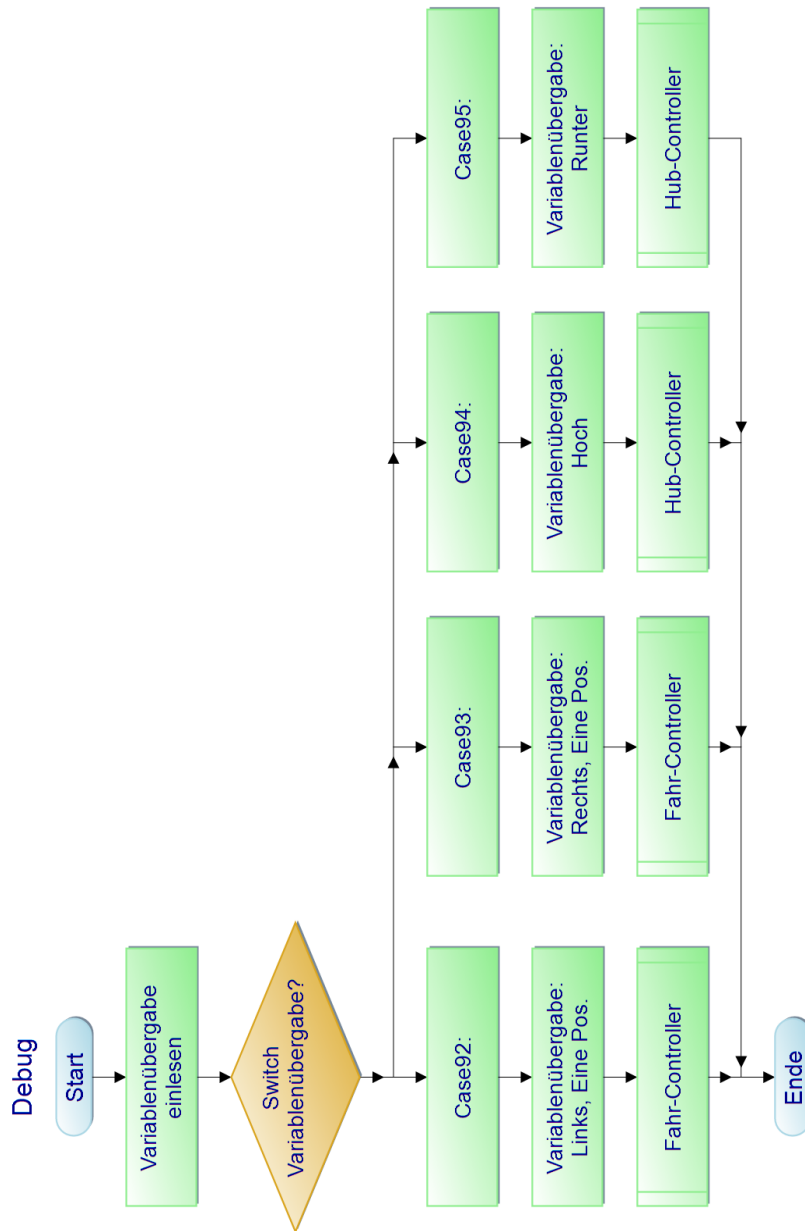 Debug
Start
Variablenübergabe
einlesen
Switch
Variablenübergabe?
Case92:
Variablenübergabe:
Links, Eine Pos.
Fahr-Controller
Case93:
Variablenübergabe:
Rechts, Eine Pos.
Fahr-Controller
Case94:
Variablenübergabe:
Hoch
Hub-Controller
Case95:
Variablenübergabe:
Runter
Hub-Controller
Ende